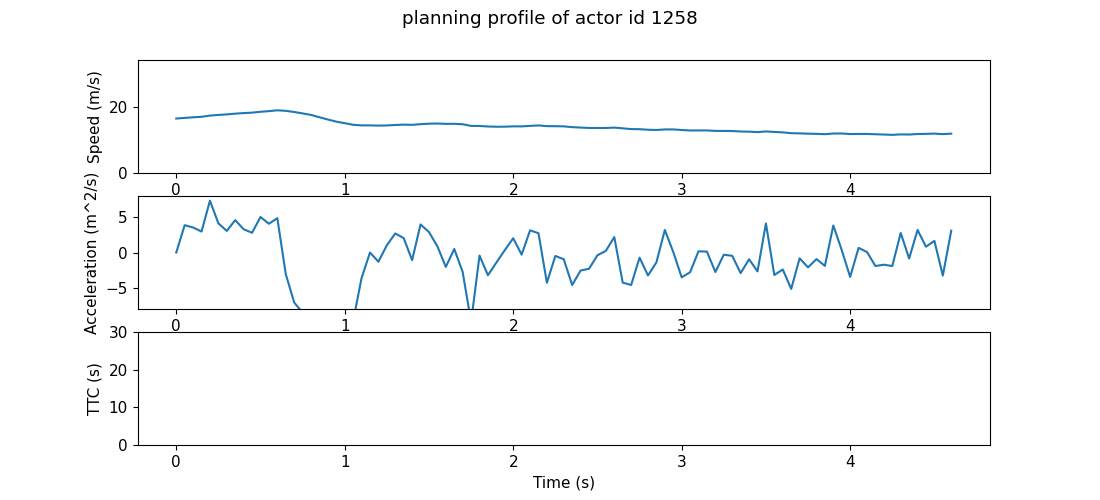 planning profile of actor id 1258
Speed (m/s)
20
0
0 1 2 3 4
Acceleration (m^2/s)
5
0
−5
0 1 2 3 4
TTC (s)
30
20
10
0
0 1 2 3 4
Time (s)